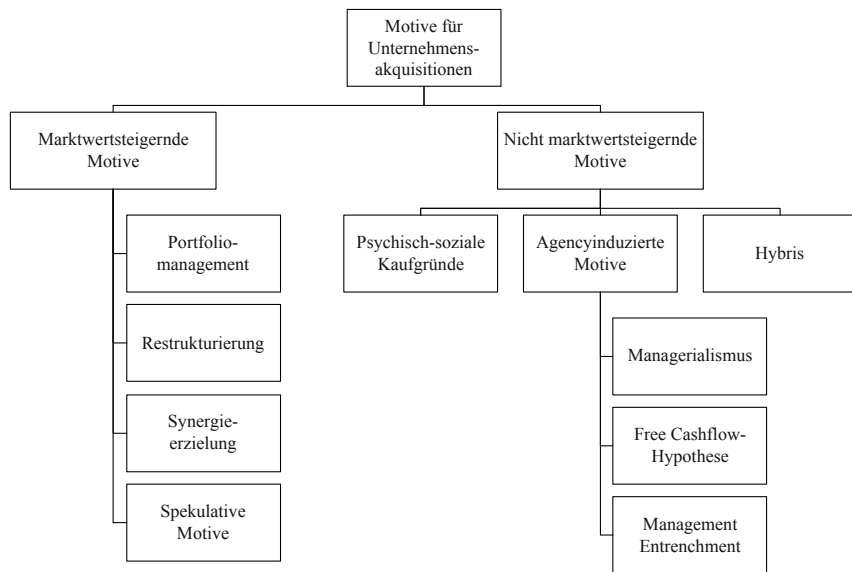 Motive für
Unternehmens-
akquisitionen
Marktwertsteigernde
Motive
Nicht marktwertsteigernde
Motive
Portfolio-
management
Restrukturierung
Synergie-
erzielung
Spekulative
Motive
Psychisch-soziale
Kaufgründe
Agencyinduzierte
Motive
Hybris
Managerialismus
Free Cashflow-
Hypothese
Management
Entrenchment